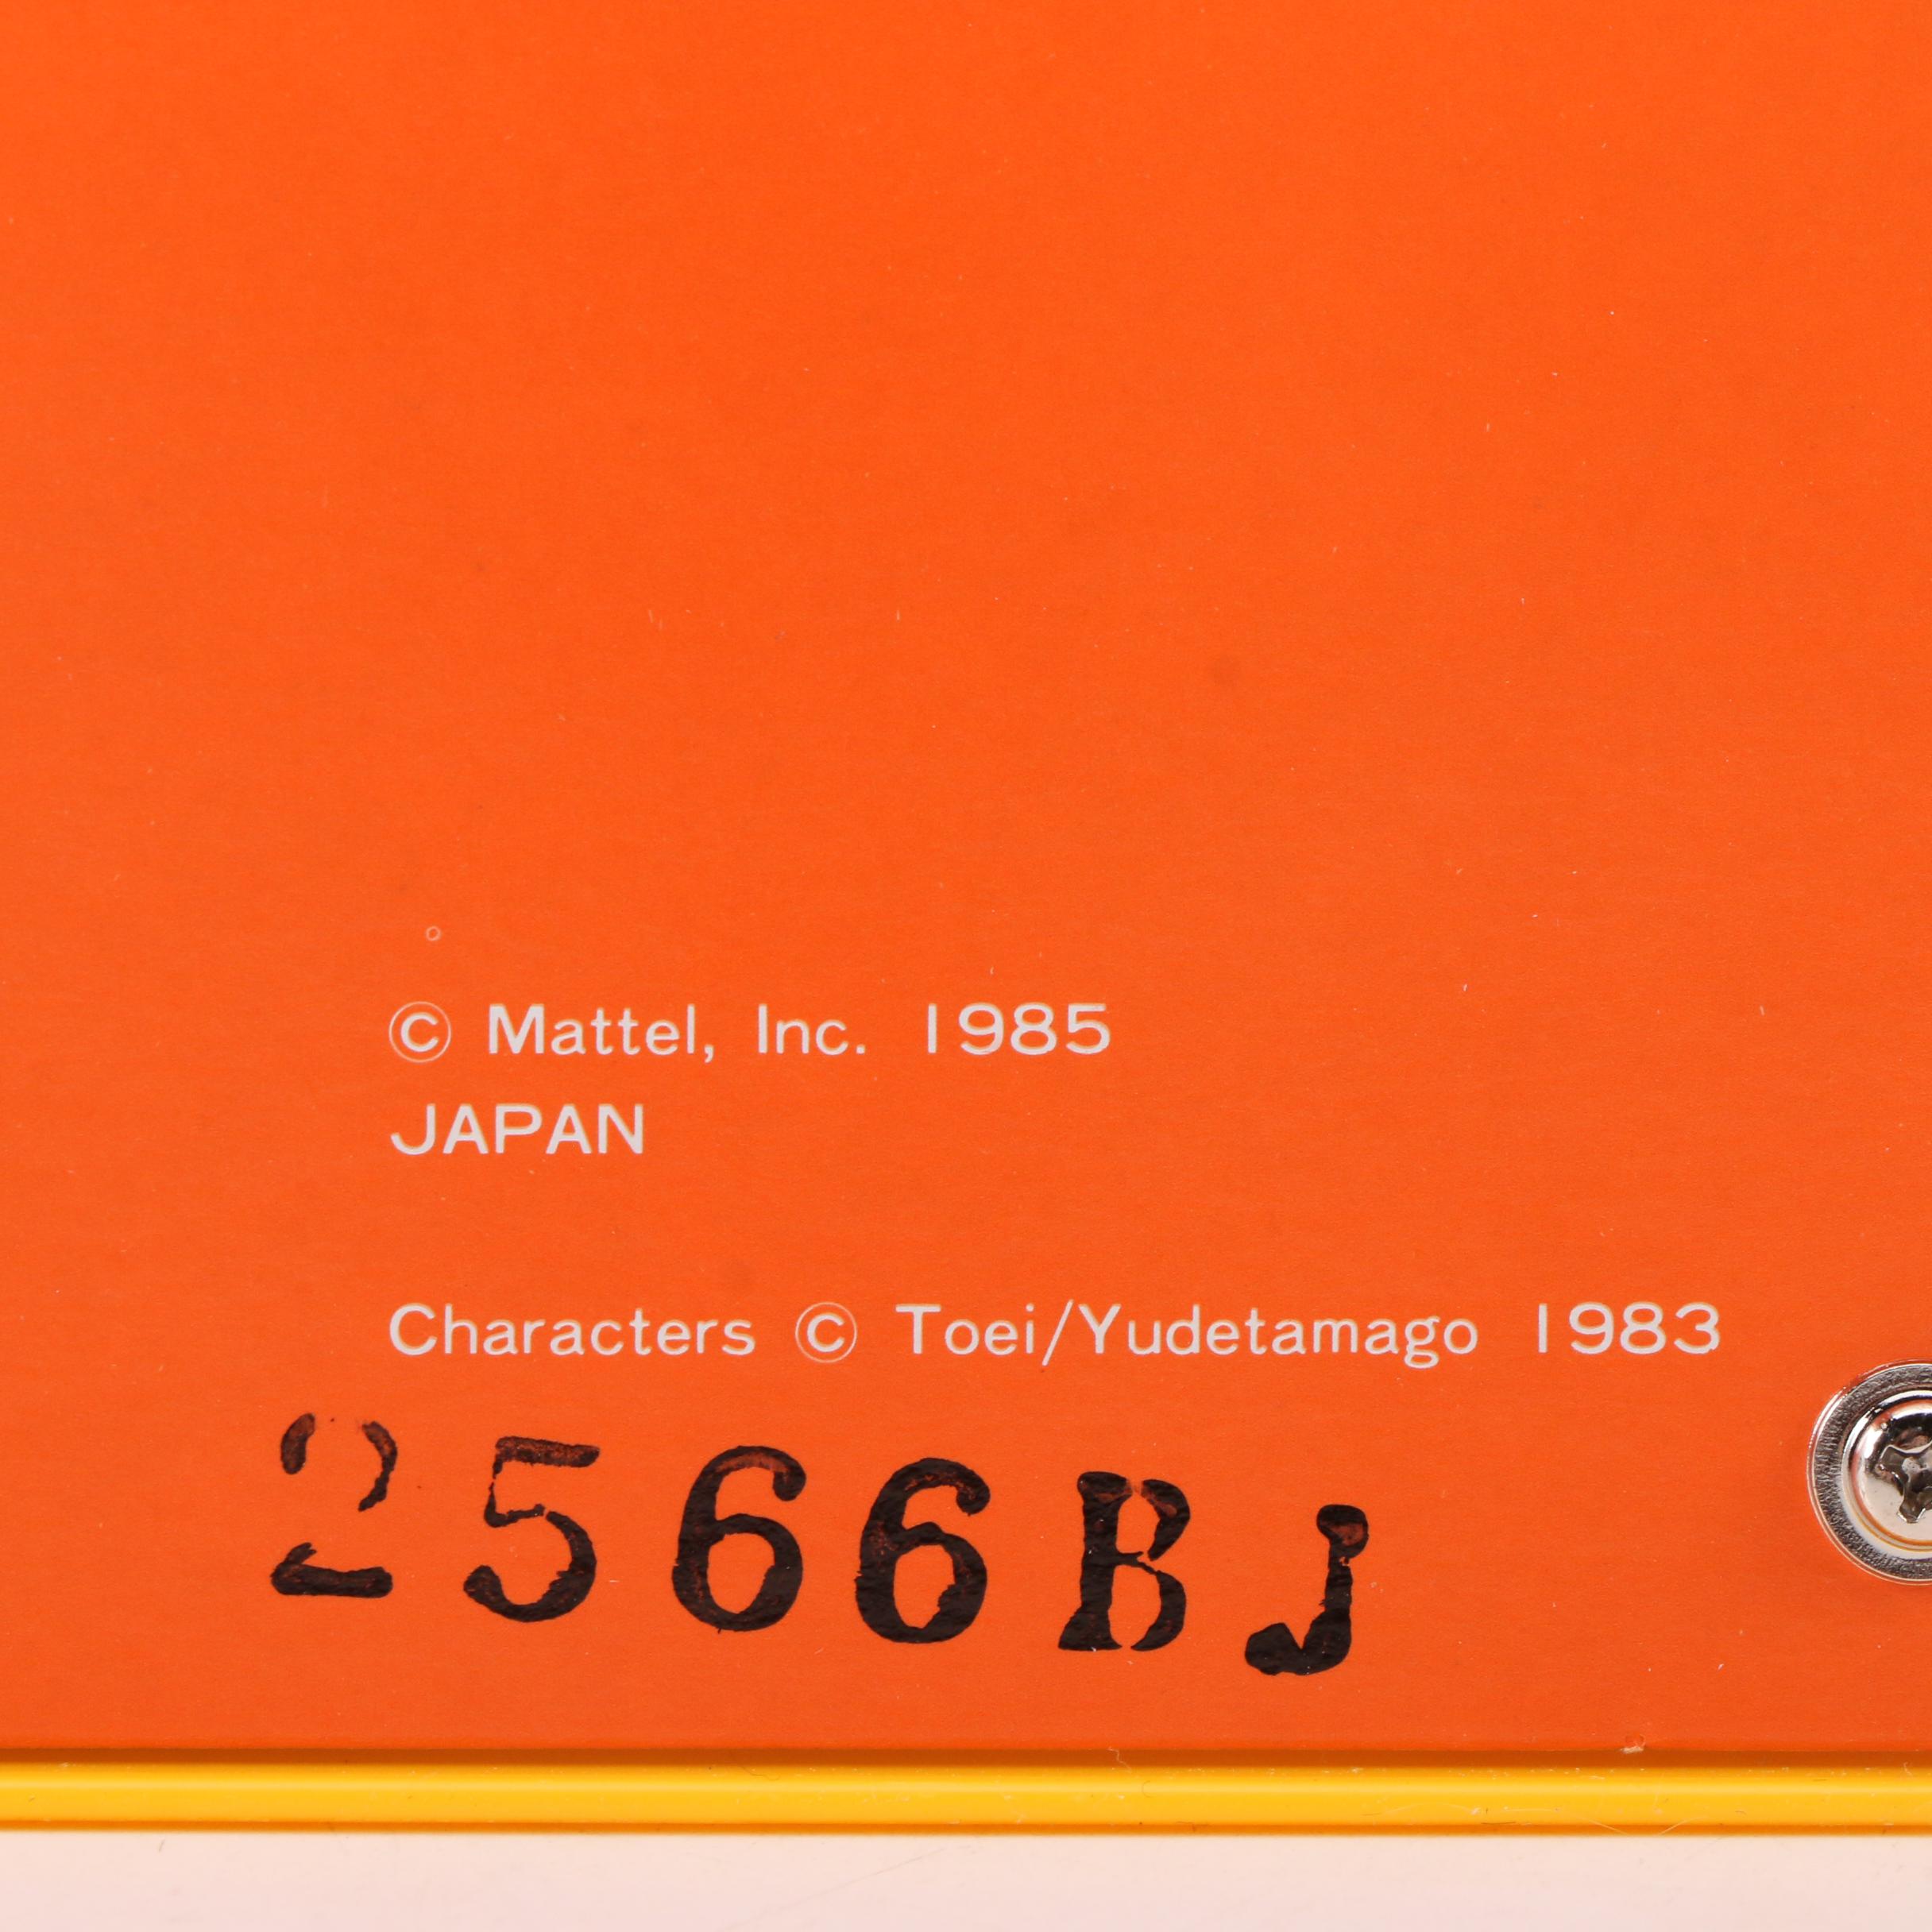 © Mattel, Inc. 1985
JAPAN
Characters © Toei/Yudetamago 1983
2566BJ